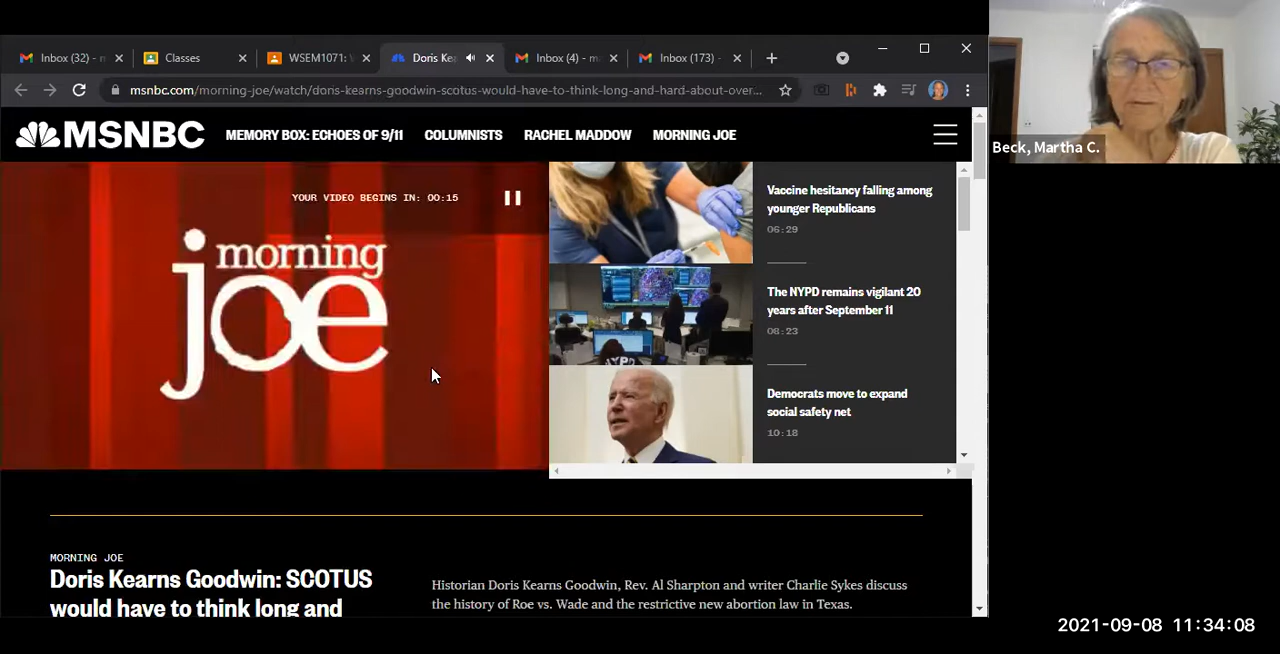 Inbox (32) - m
Classes
WSEM1071: W
Doris Kea
Inbox (4) - m
Inbox (173) -
msnbc.com/morning-joe/watch/doris-kearns-goodwin-scotus-would-have-to-think-long-and-hard-about-over...
MSNBC
MEMORY BOX: ECHOES OF 9/11
COLUMNISTS
RACHEL MADDOW
MORNING JOE
Beck, Martha C.
YOUR VIDEO BEGINS IN: 00:15
morning
joe
Vaccine hesitancy falling among
younger Republicans
06:29
The NYPD remains vigilant 20
years after September 11
08:23
NYPD
Democrats move to expand
social safety net
10:18
MORNING JOE
Doris Kearns Goodwin: SCOTUS
would have to think long and
Historian Doris Kearns Goodwin, Rev. Al Sharpton and writer Charlie Sykes discuss
the history of Roe vs. Wade and the restrictive new abortion law in Texas.
2021-09-08 11:34:08